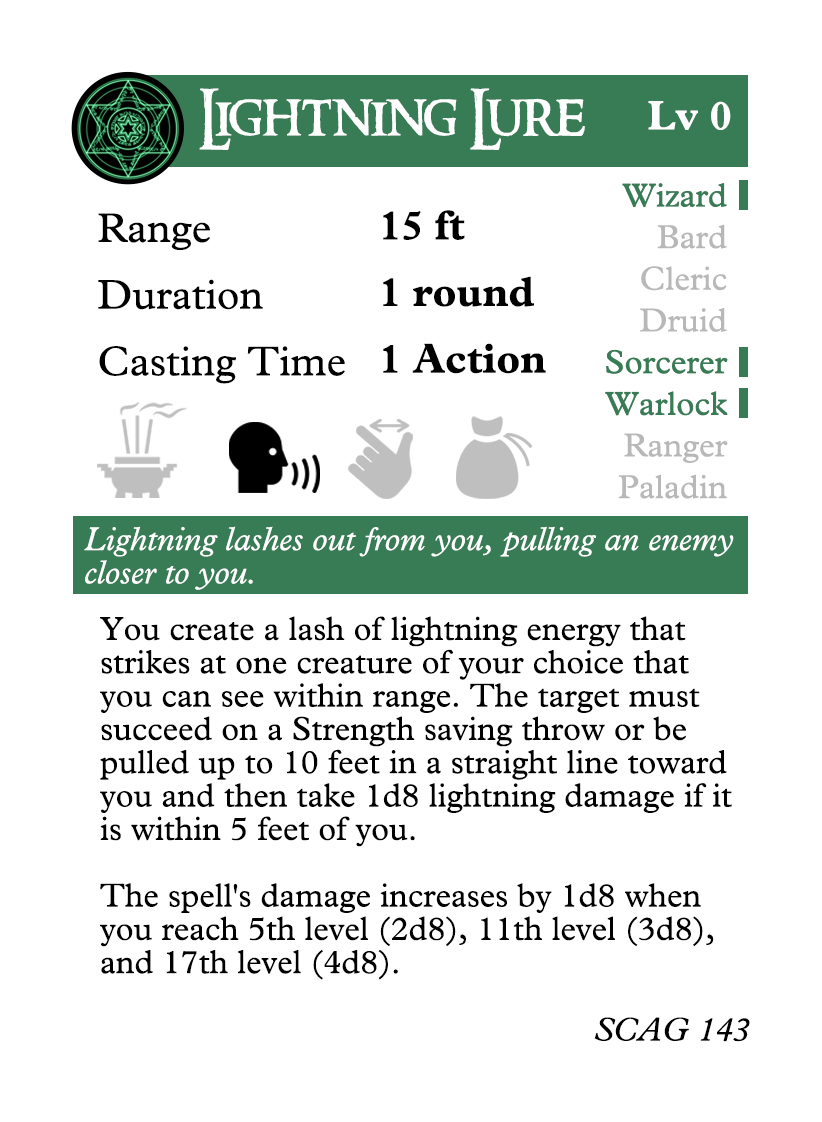 Lightning Lure Lv 0
Range 15 ft
Duration 1 round
Casting Time 1 Action
Wizard
Bard
Cleric
Druid
Sorcerer
Warlock
Ranger
Paladin
Lightning lashes out from you, pulling an enemy
closer to you.
You create a lash of lightning energy that
strikes at one creature of your choice that
you can see within range. The target must
succeed on a Strength saving throw or be
pulled up to 10 feet in a straight line toward
you and then take 1d8 lightning damage if it
is within 5 feet of you.
The spell's damage increases by 1d8 when
you reach 5th level (2d8), 11th level (3d8),
and 17th level (4d8).
SCAG 143